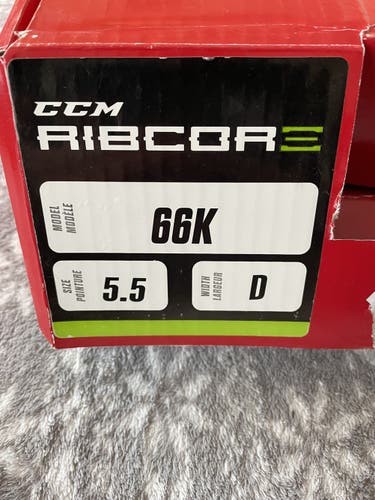 CCM
RIBCOR
MODEL
MODÈLE
66K
SIZE
POINTURE
5.5
WIDTH
LARGEUR
D